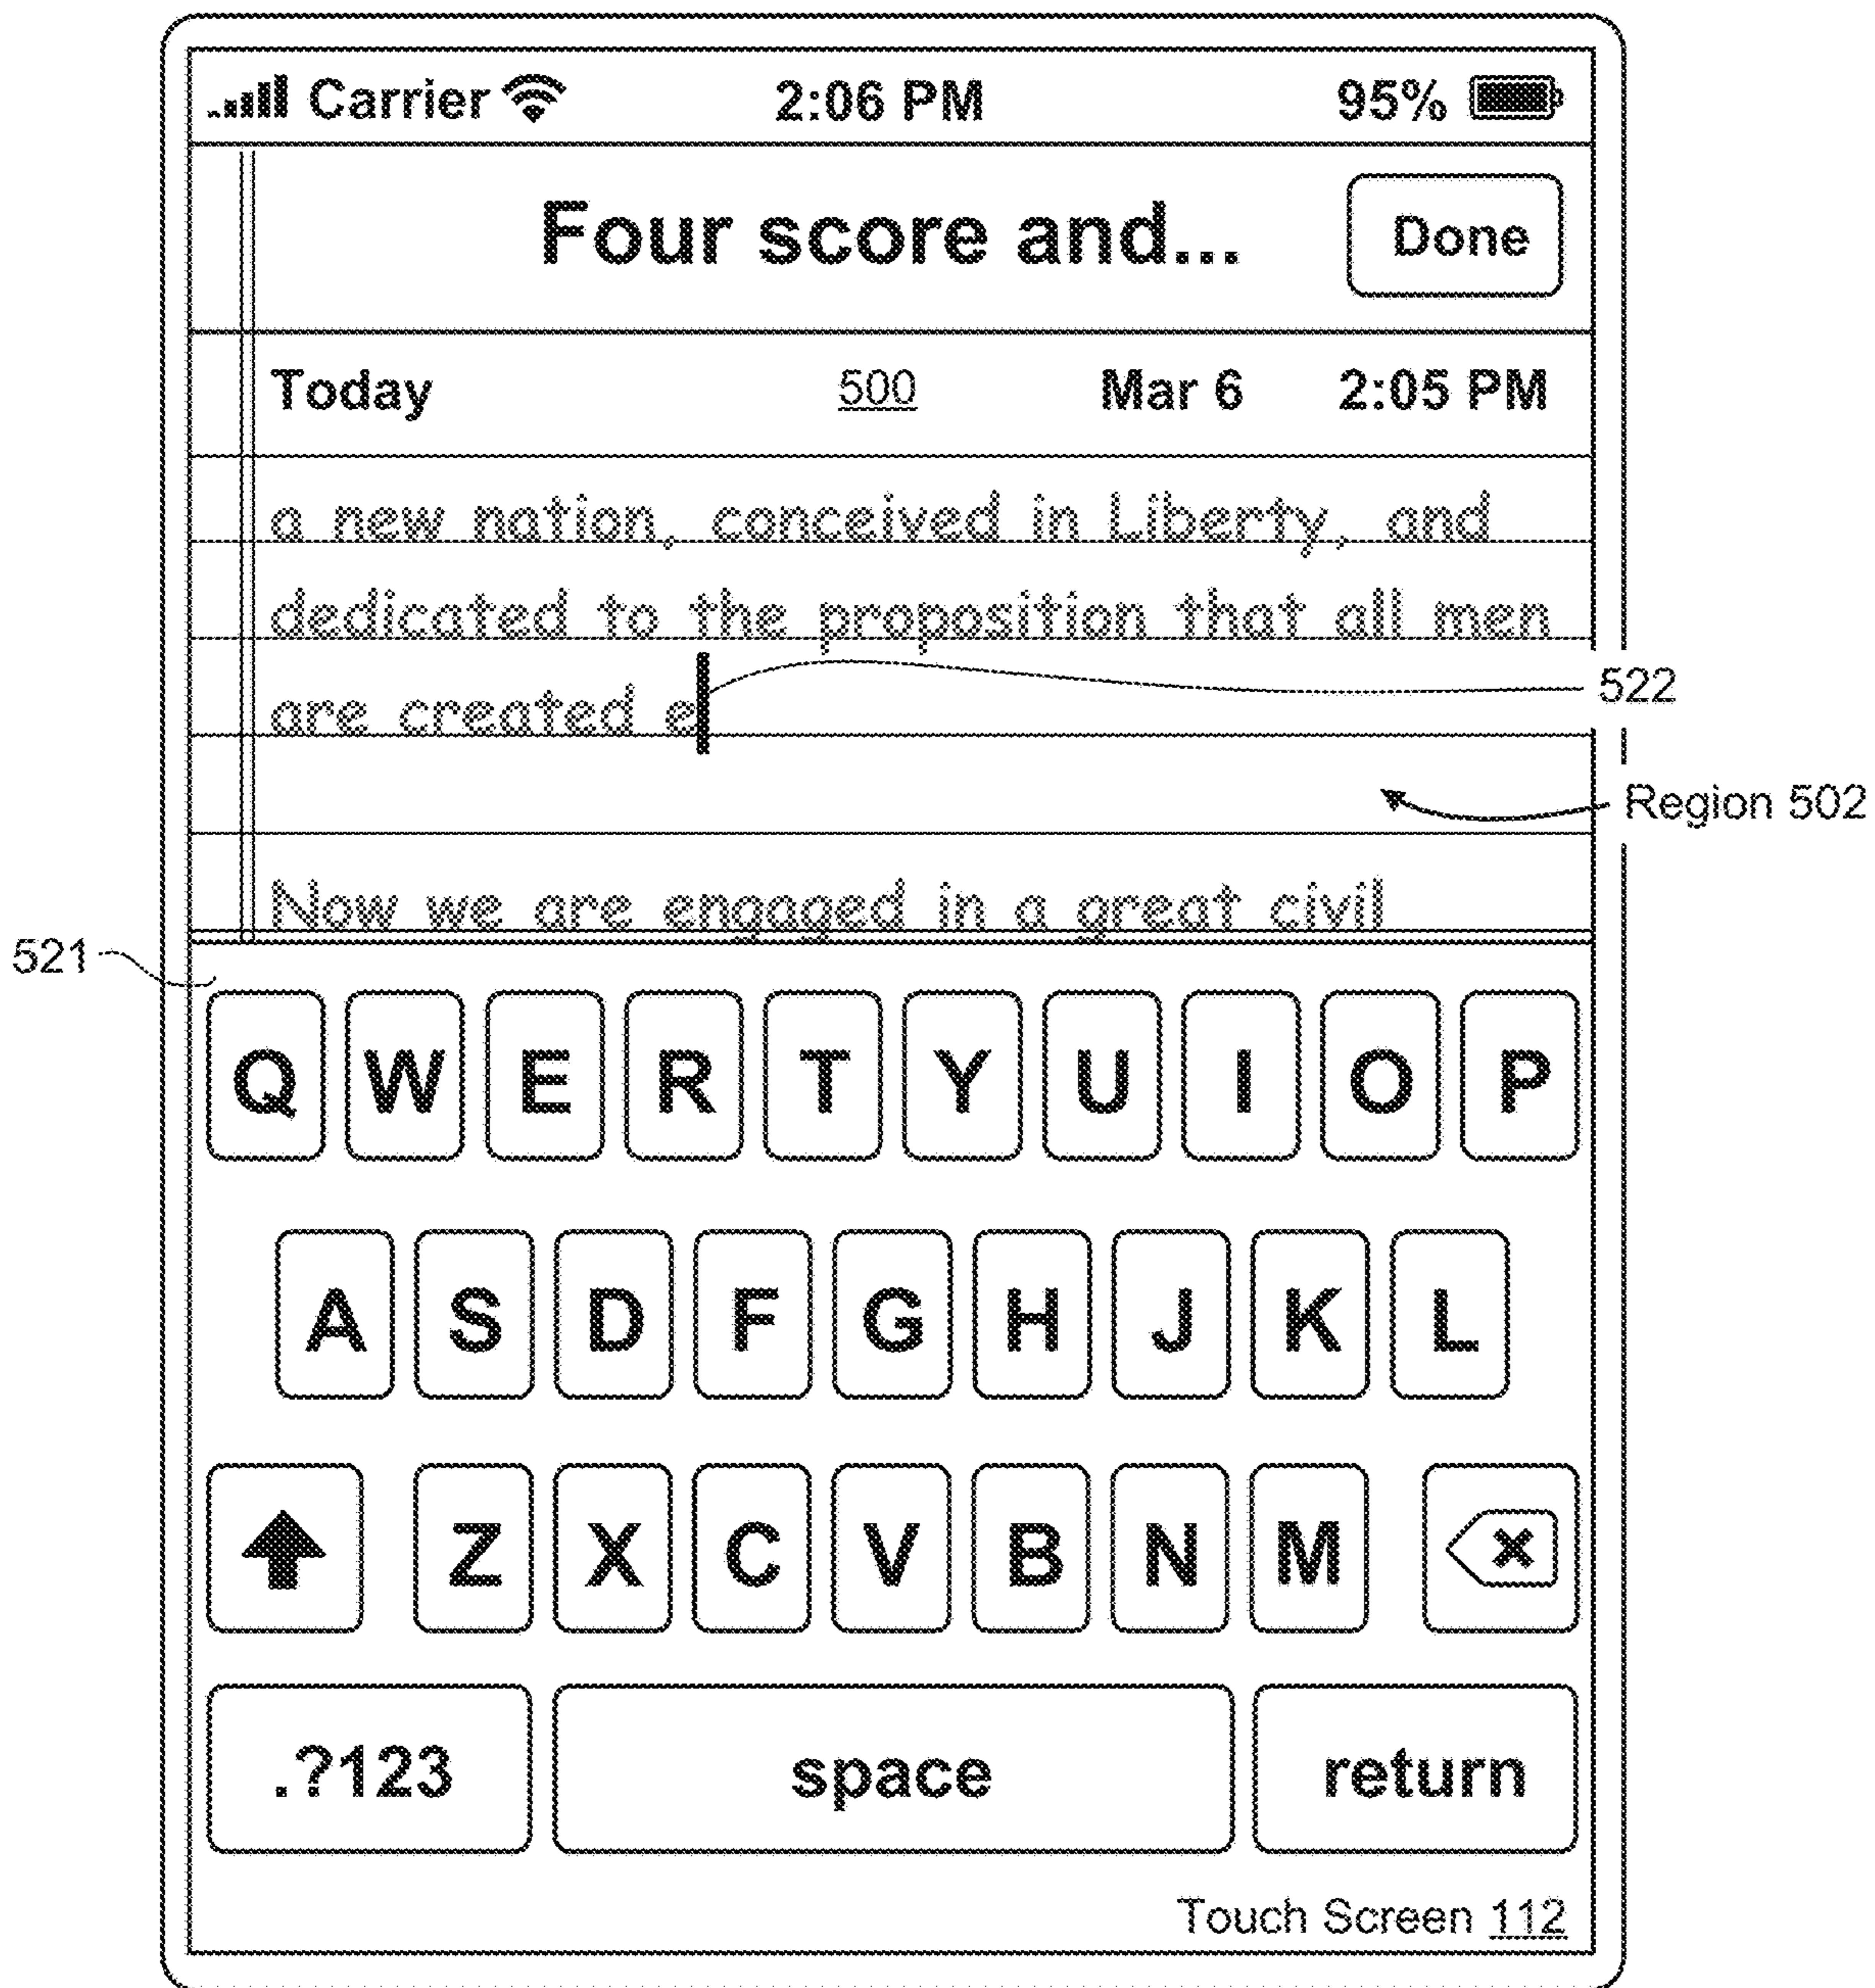 Carrier 2:06 PM 95%
Four score and... Done
Today 500 Mar 6 2:05 PM
a new nation, conceived in Liberty, and
dedicated to the proposition that all men
are created e
522
Region 502
Now we are engaged in a great civil
521
Q W E R T Y U I O P
A S D F G H J K L
Z X C V B N M
.?123 space return
Touch Screen 112